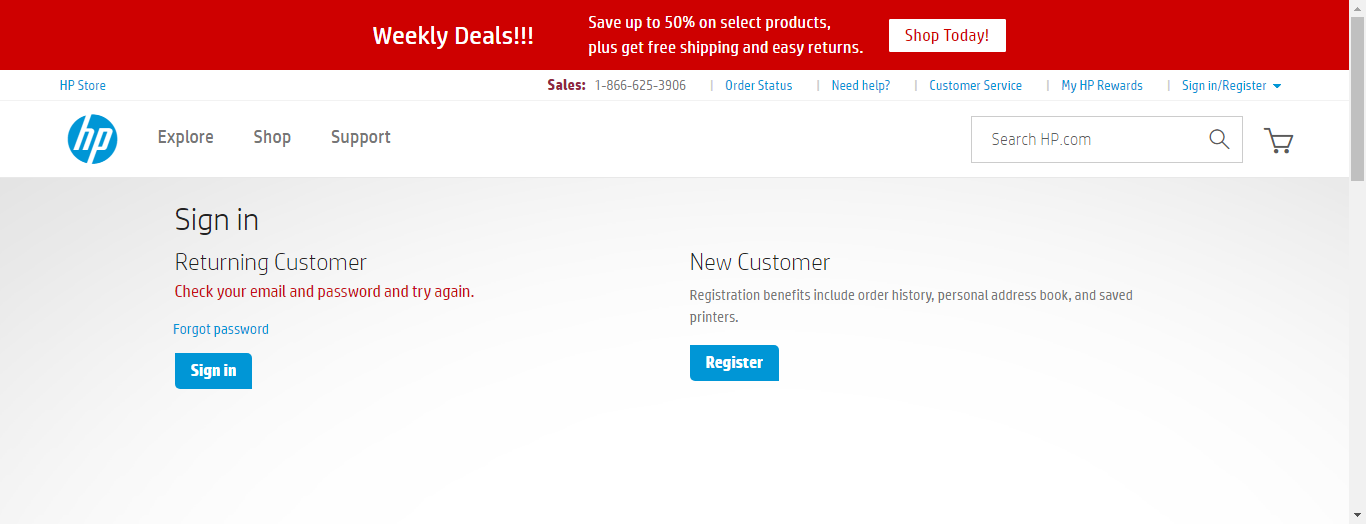 Weekly Deals!!!
Save up to 50% on select products,
plus get free shipping and easy returns.
Shop Today!
HP Store
Sales: 1-866-625-3906
Order Status
Need help?
Customer Service
My HP Rewards
Sign in/Register
hp
Explore
Shop
Support
Search HP.com
Sign in
Returning Customer
Check your email and password and try again.
Forgot password
Sign in
New Customer
Registration benefits include order history, personal address book, and saved
printers.
Register